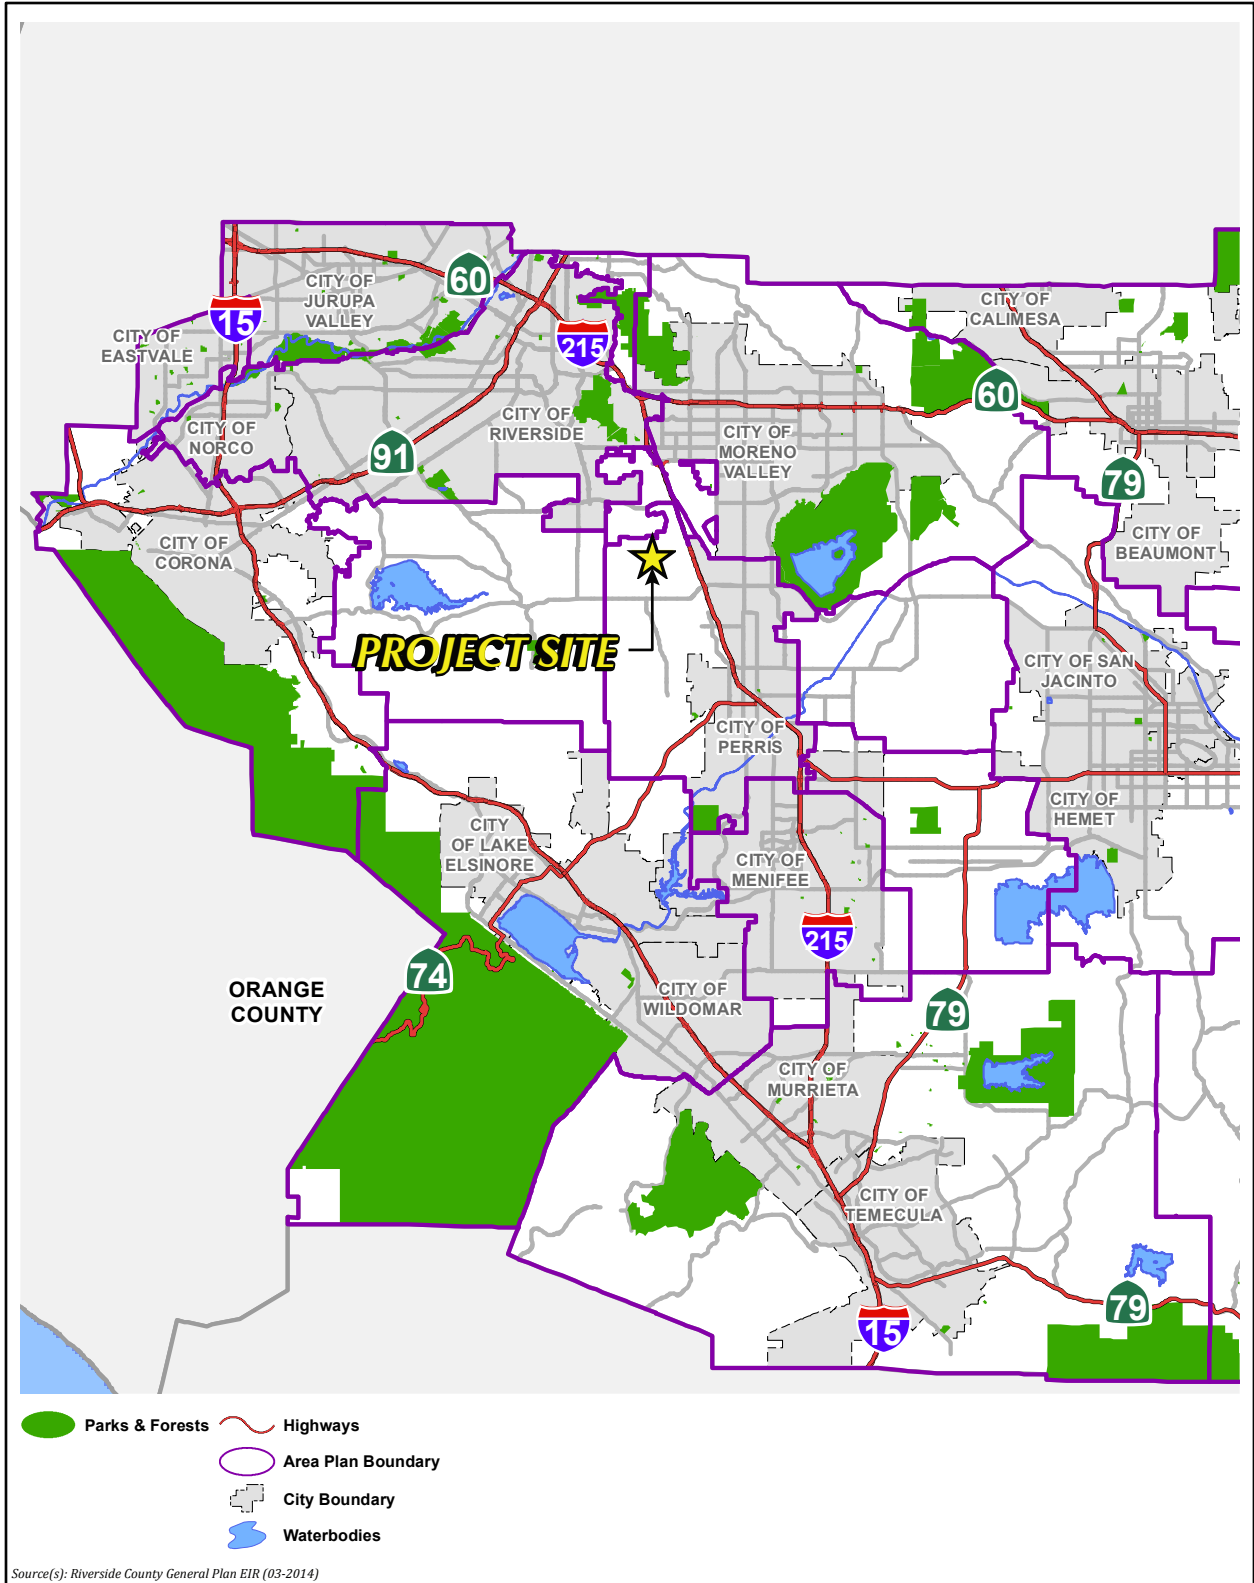 CITY OF
JURUPA
VALLEY
60
15
CITY OF
EASTVALE
215
CITY OF
CALIMESA
60
CITY OF
NORCO
91
CITY OF
RIVERSIDE
CITY OF
MORENO
VALLEY
79
CITY OF
CORONA
CITY OF
BEAUMONT
PROJECT SITE
CITY OF SAN
JACINTO
CITY OF
PERRIS
CITY
OF LAKE
ELSINORE
CITY OF
MENIFEE
CITY OF
HEMET
215
74
ORANGE
COUNTY
CITY OF
WILDOMAR
79
CITY OF
MURRIETA
CITY OF
TEMECULA
79
15
Parks & Forests
Highways
Area Plan Boundary
City Boundary
Waterbodies
Source(s): Riverside County General Plan EIR (03-2014)